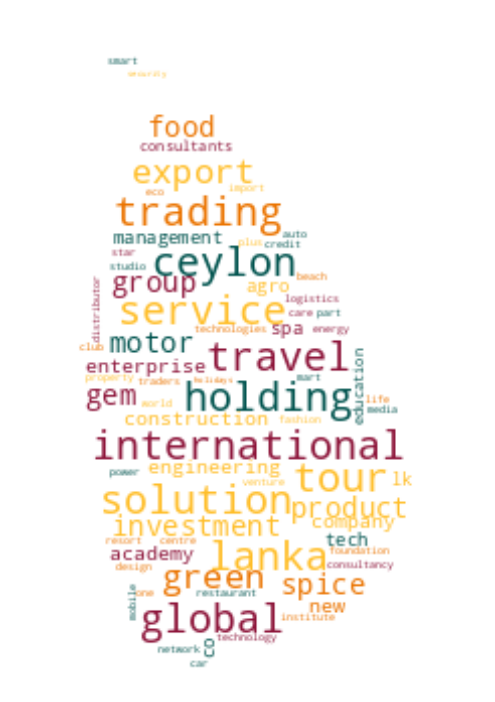 smart
security
food
consultants
export
eco import
trading
management auto
plus credit
star ceylon
studio beach
group agro
distributor
service logistics
care part
technologies spa energy
motor
club travel
enterprise education
property traders holidays mart
gem holding life
world media
construction fashion
international
power engineering
tour lk
venture
solution product
investment company
tech
resort centre
academy lanka foundation
design consultancy
green spice
mobile one restaurant
new
global institute
technology
network co
car